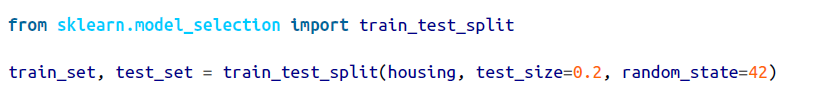 from sklearn.model_selection import train_test_split
train_set, test_set = train_test_split(housing, test_size=0.2, random_state=42)